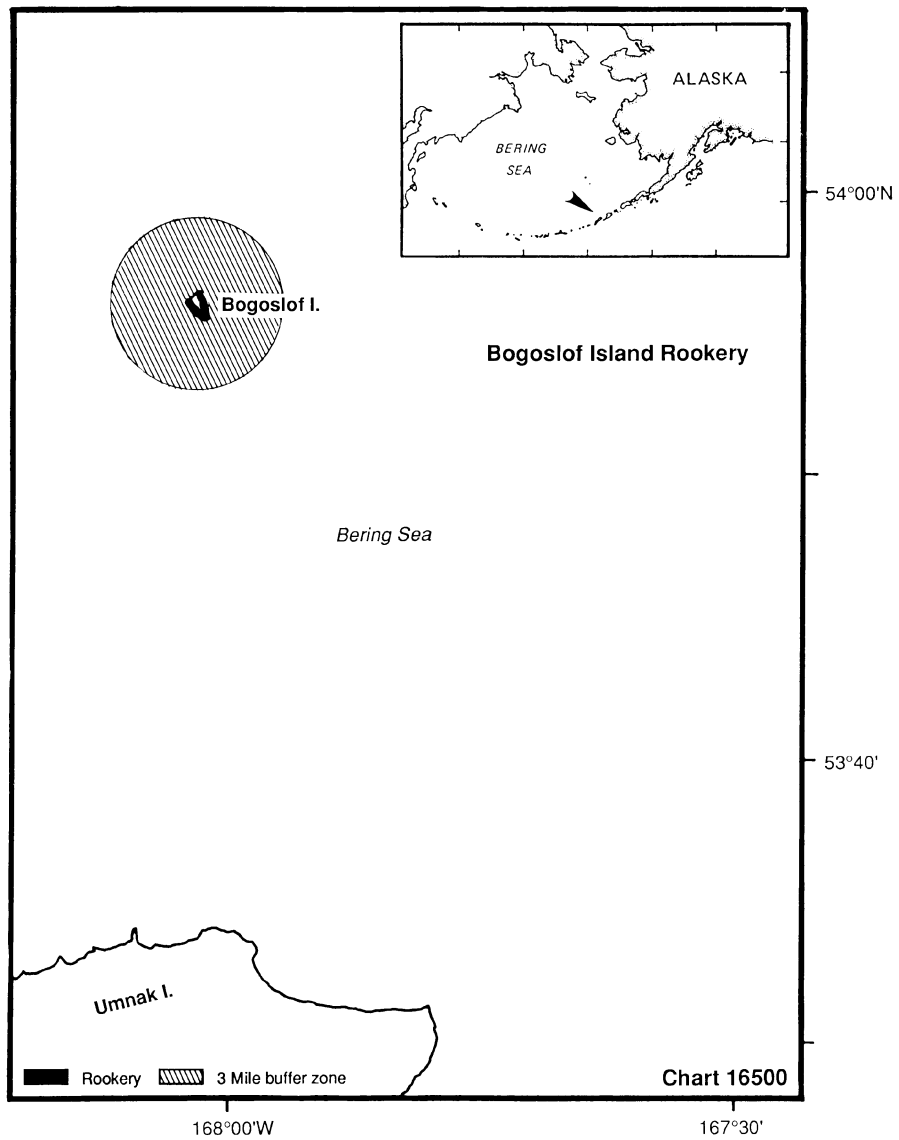 ALASKA
BERING
SEA
54°00'N
Bogoslof I.
Bogoslof Island Rookery
Bering Sea
53°40'
Umnak I.
Rookery
3 Mile buffer zone
Chart 16500
168°00'W
167°30'